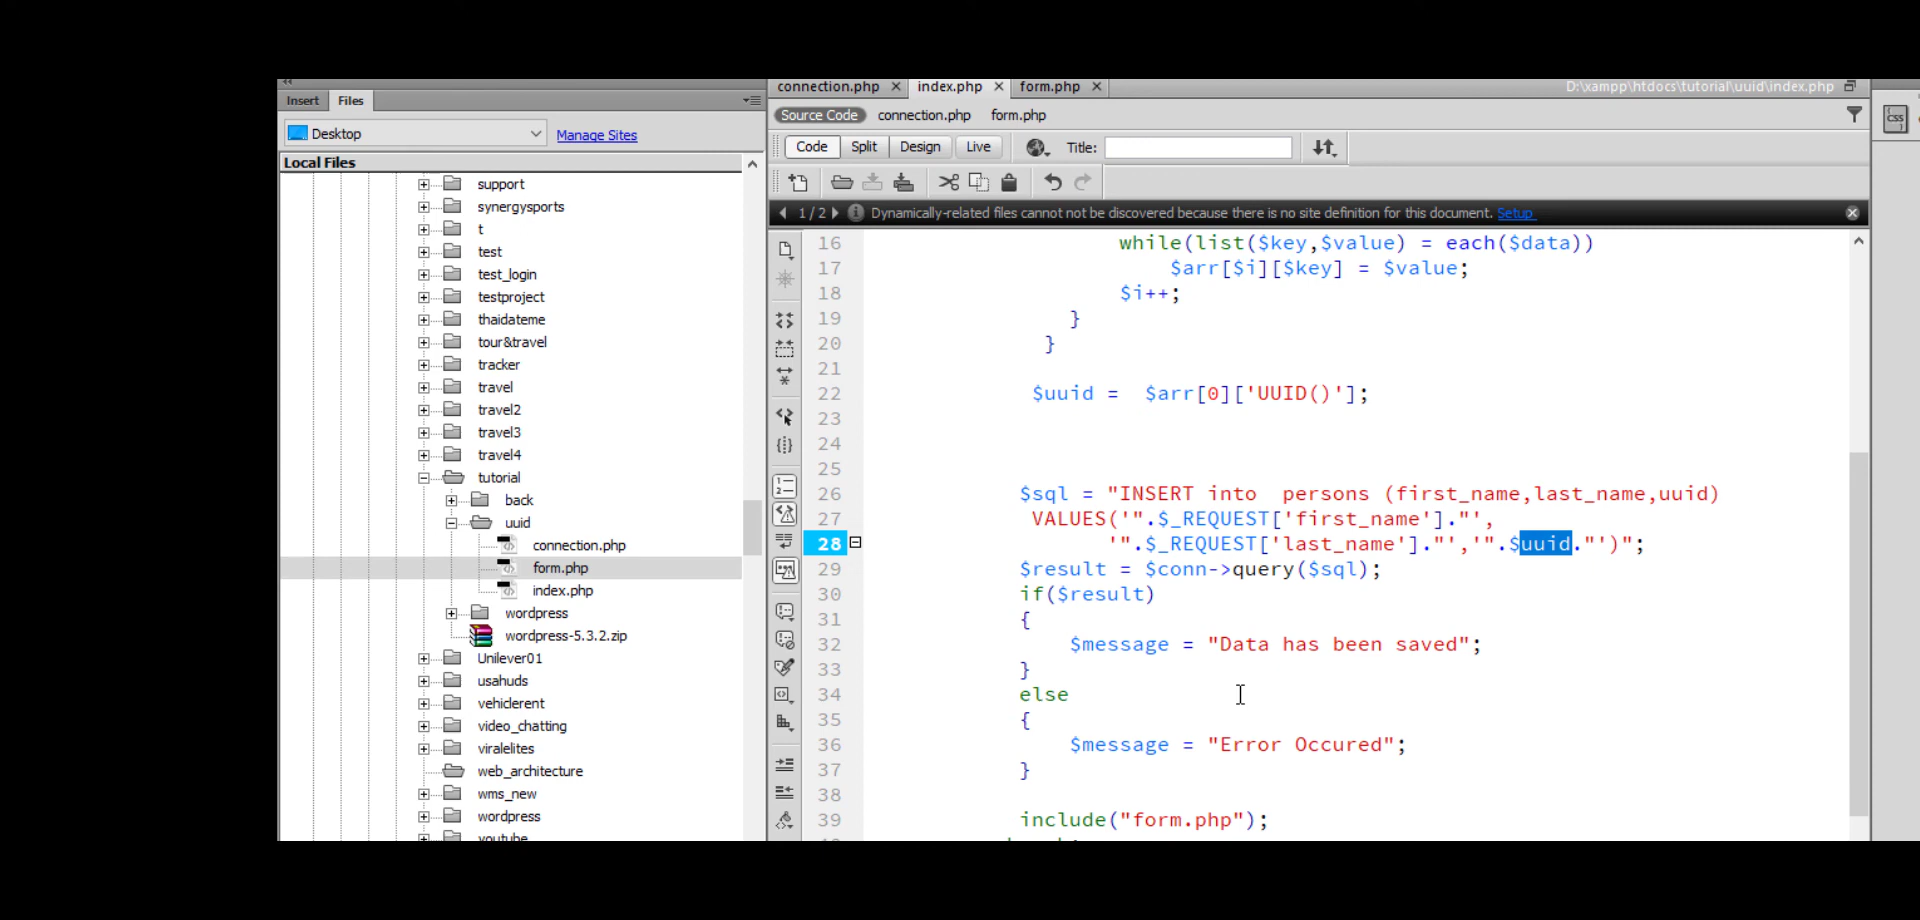 connection.php × index.php × form.php × D:\xampp\htdocs\tutorial\uuid\index.php
Insert Files
Source Code connection.php form.php
CSS
Desktop Manage Sites
Code Split Design Live Title:
Local Files
support
synergysports
t
test
test_login
testproject
thaidateme
tour&travel
tracker
travel
travel2
travel3
travel4
tutorial
back
uuid
connection.php
form.php
index.php
wordpress
wordpress-5.3.2.zip
Unilever01
usahuds
vehiclerent
video_chatting
viralelites
web_architecture
wms_new
wordpress
youtube
1 / 2 Dynamically-related files cannot not be discovered because there is no site definition for this document. Setup
16 while(list($key,$value) = each($data))
17 $arr[$i][$key] = $value;
18 $i++;
19 }
20 }
21
22 $uuid = $arr[0]['UUID()'];
23
24
25
26 $sql = "INSERT into persons (first_name,last_name,uuid)
27 VALUES('".$_REQUEST['first_name']."',
28 '".$_REQUEST['last_name']."','".$uuid."')";
29 $result = $conn->query($sql);
30 if($result)
31 {
32 $message = "Data has been saved";
33 }
34 else
35 {
36 $message = "Error Occured";
37 }
38
39 include("form.php");